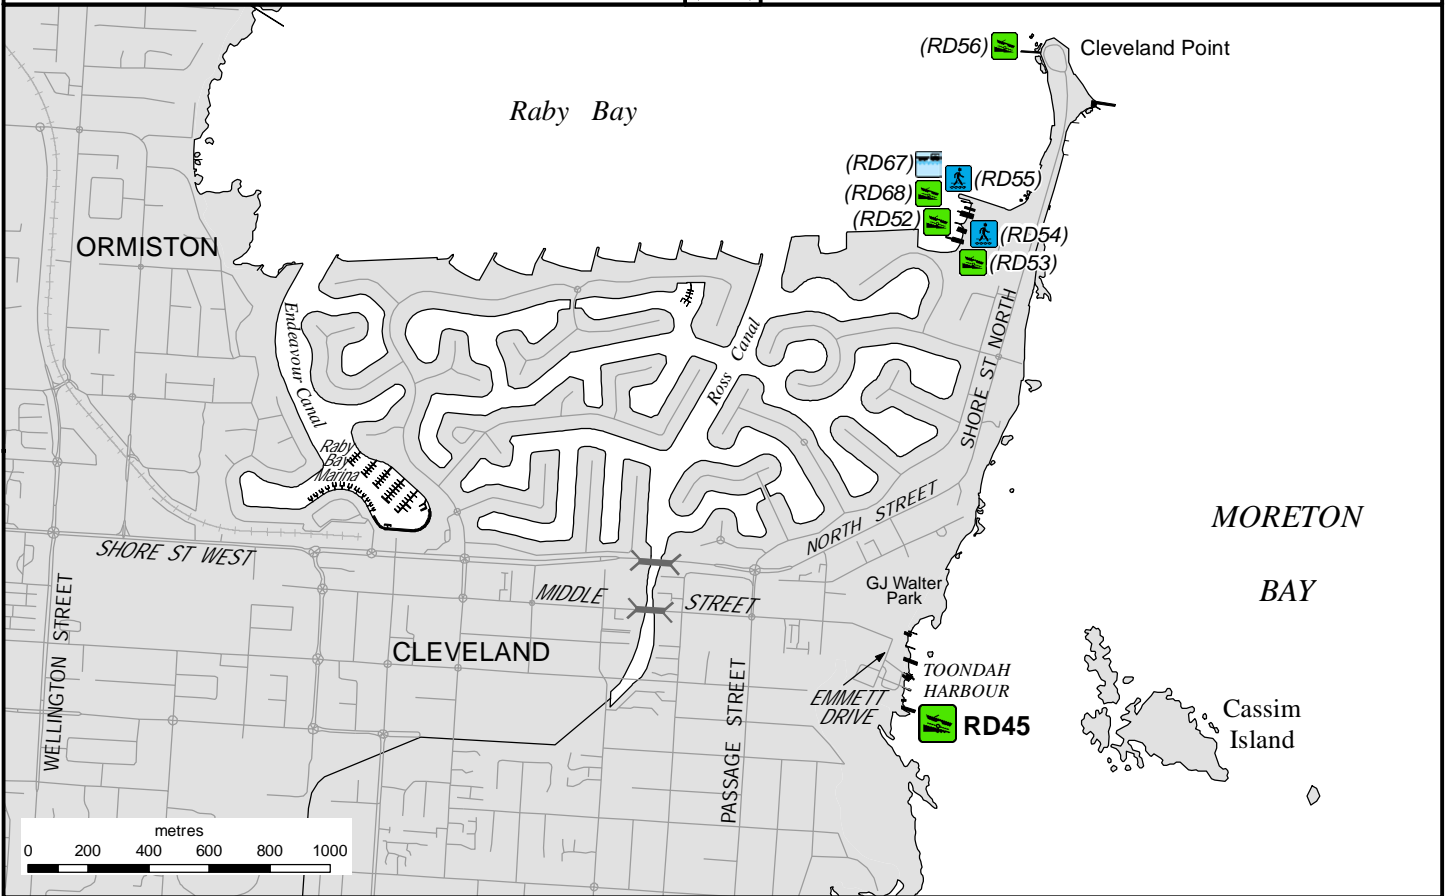 (RD56)
Cleveland Point
Raby Bay
(RD67)
(RD55)
(RD68)
(RD52)
(RD54)
(RD53)
ORMISTON
Endeavour Canal
Ross Canal
SHORE ST NORTH
Raby
Bay
Marina
NORTH STREET
MORETON
BAY
SHORE ST WEST
MIDDLE STREET
GJ Walter
Park
WELLINGTON STREET
CLEVELAND
PASSAGE STREET
EMMETT
DRIVE
TOONDAH
HARBOUR
RD45
Cassim
Island
metres
0 200 400 600 800 1000